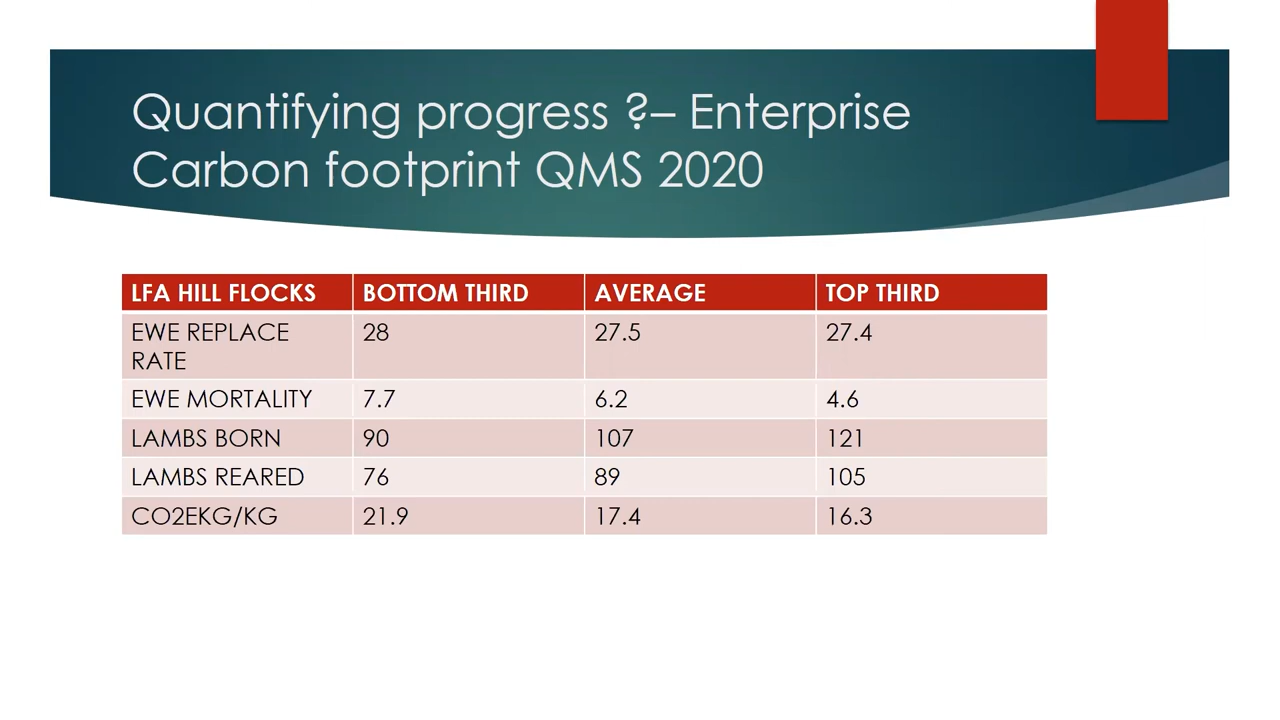 Quantifying progress ?– Enterprise
Carbon footprint QMS 2020
LFA HILL FLOCKS BOTTOM THIRD AVERAGE TOP THIRD
EWE REPLACE RATE 28 27.5 27.4
EWE MORTALITY 7.7 6.2 4.6
LAMBS BORN 90 107 121
LAMBS REARED 76 89 105
CO2EKG/KG 21.9 17.4 16.3